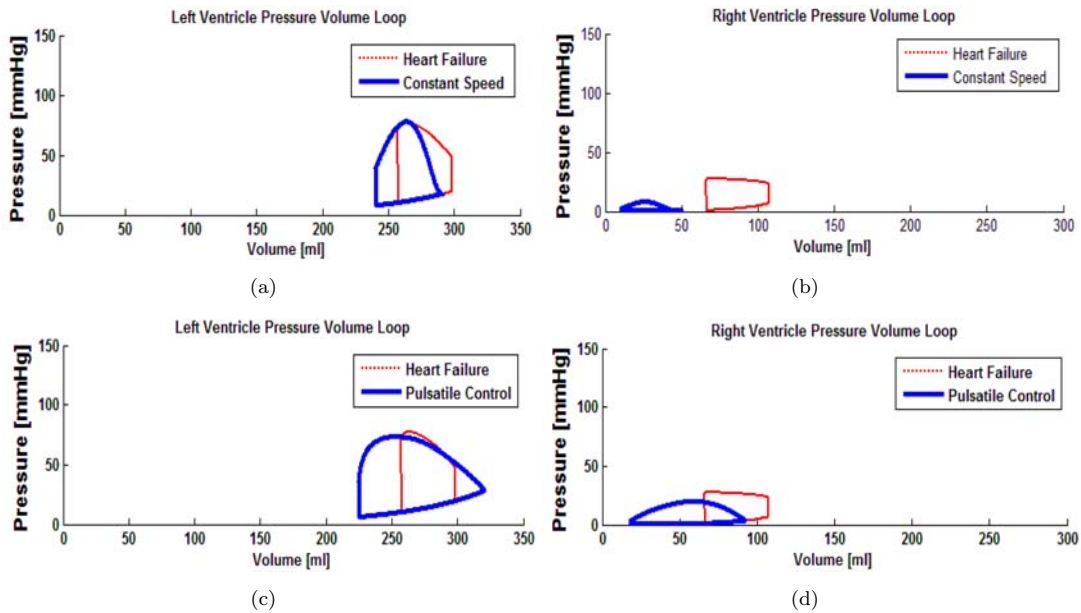 Left Ventricle Pressure Volume Loop
Pressure [mmHg]
150
100
50
0
Heart Failure
Constant Speed
0 50 100 150 200 250 300 350
Volume [ml]
(a)
Right Ventricle Pressure Volume Loop
Pressure [mmHg]
150
100
50
0
Heart Failure
Constant Speed
0 50 100 150 200 250 300
Volume [ml]
(b)
Left Ventricle Pressure Volume Loop
Pressure [mmHg]
150
100
50
0
Heart Failure
Pulsatile Control
0 50 100 150 200 250 300 350
Volume [ml]
(c)
Right Ventricle Pressure Volume Loop
Pressure [mmHg]
150
100
50
0
Heart Failure
Pulsatile Control
0 50 100 150 200 250 300
Volume [ml]
(d)